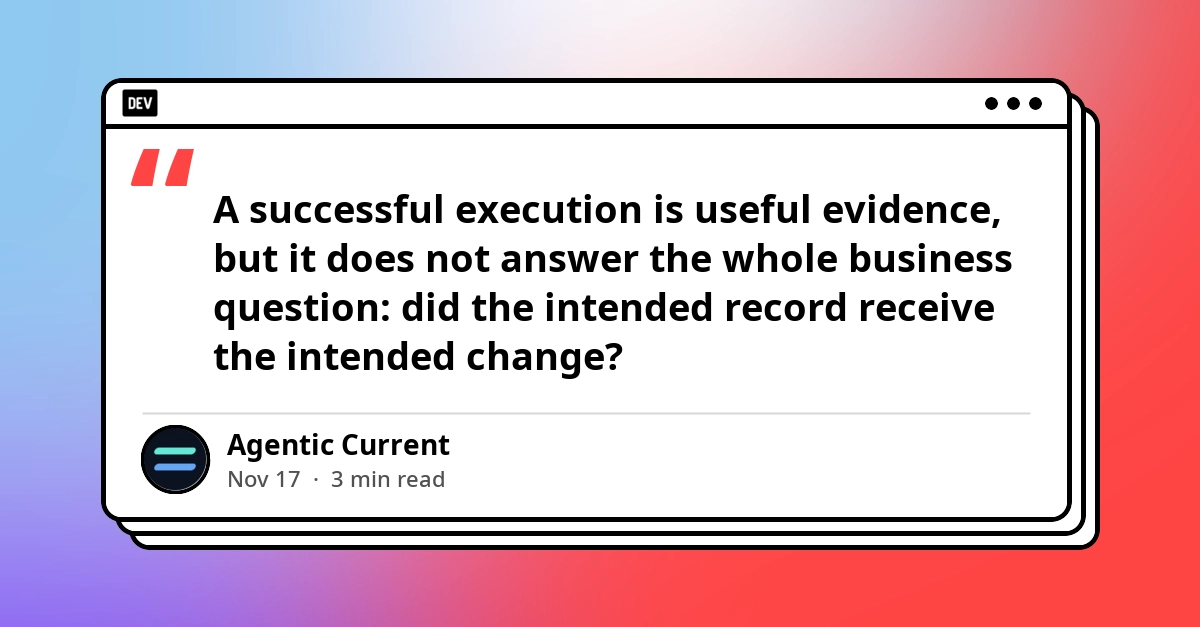 DEV
“
A successful execution is useful evidence,
but it does not answer the whole business
question: did the intended record receive
the intended change?
Agentic Current
Nov 17 · 3 min read